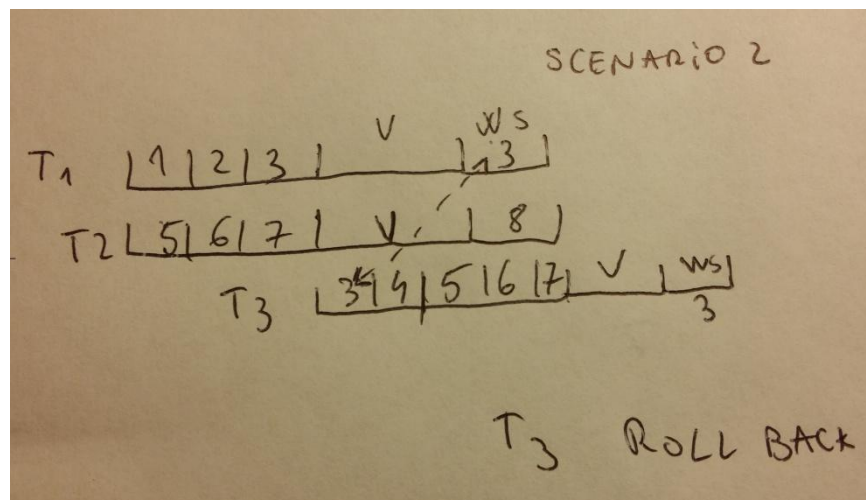 SCENARIO 2
V WS
T1 | 1 | 2 | 3 | | 3 |
T2 | 5 | 6 | 7 | V | 8 |
T3 | 3 | 4 | 5 | 6 | 7 | V | WS |
3
T3 ROLL BACK